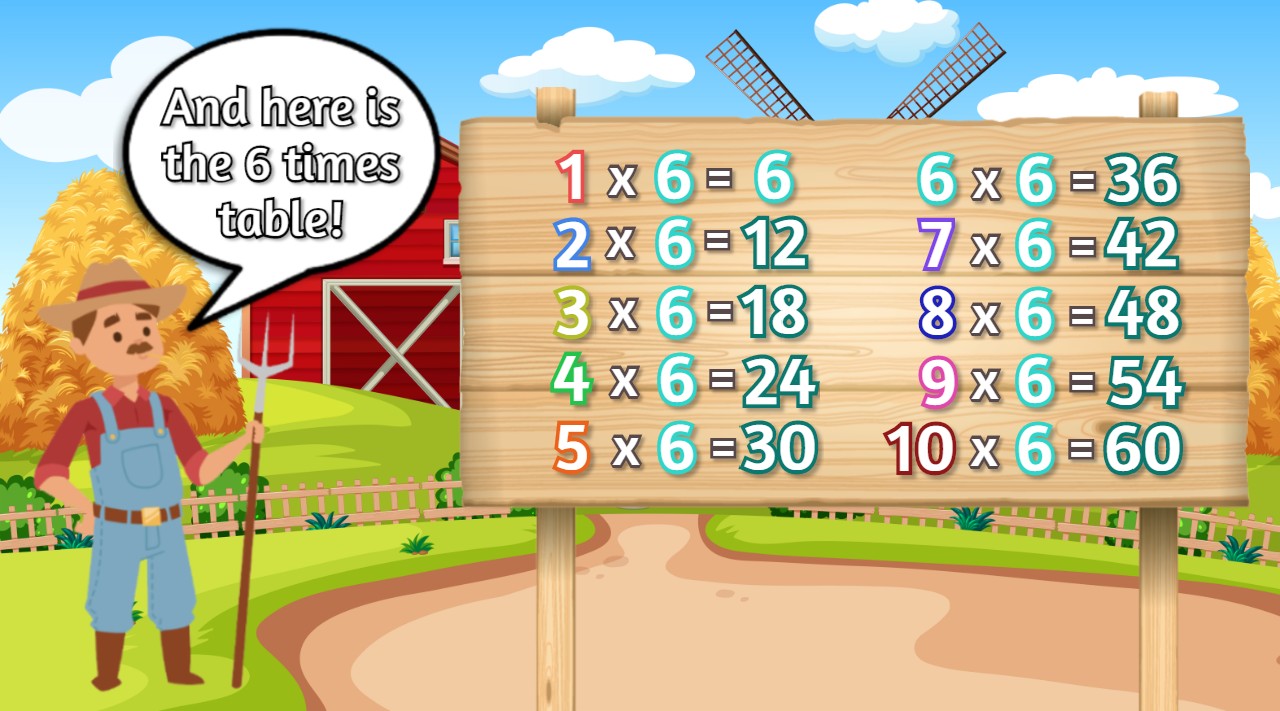 And here is
the 6 times
table!
1 x 6 = 6
2 x 6 = 12
3 x 6 = 18
4 x 6 = 24
5 x 6 = 30
6 x 6 = 36
7 x 6 = 42
8 x 6 = 48
9 x 6 = 54
10 x 6 = 60